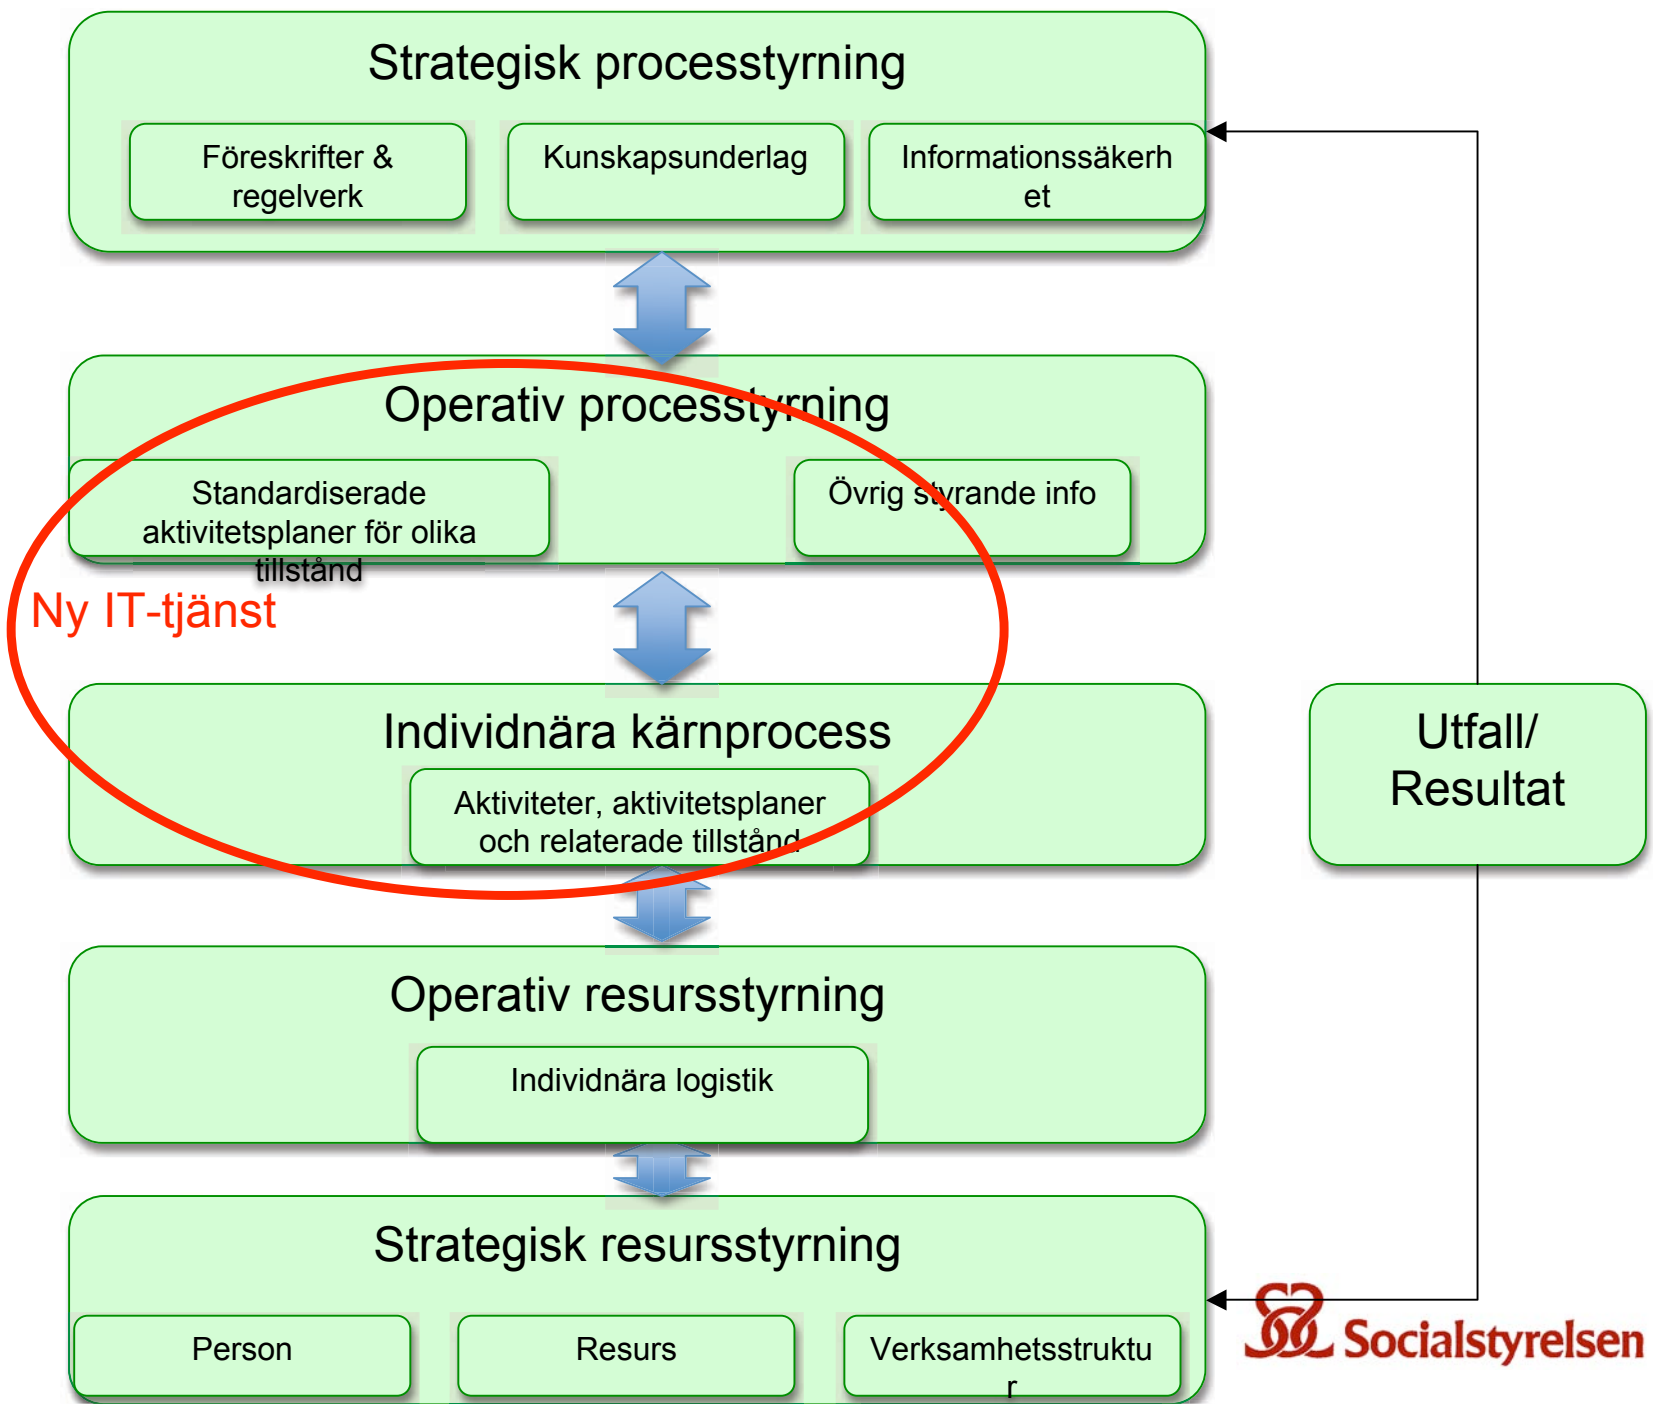 Strategisk processtyrning
Föreskrifter &
regelverk
Kunskapsunderlag
Informationssäkerh
et
Operativ processtyrning
Standardiserade
aktivitetsplaner för olika
tillstånd
Övrig styrande info
Ny IT-tjänst
Individnära kärnprocess
Aktiviteter, aktivitetsplaner
och relaterade tillstånd
Utfall/
Resultat
Operativ resursstyrning
Individnära logistik
Strategisk resursstyrning
Person
Resurs
Verksamhetsstruktu
r
Socialstyrelsen